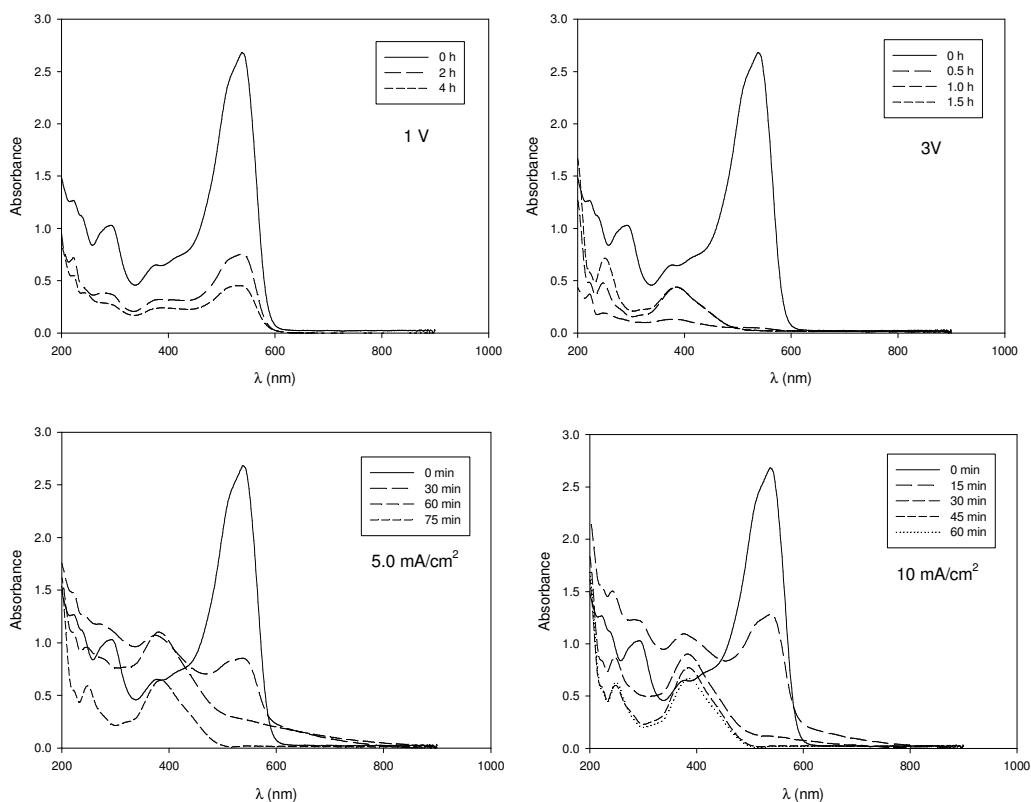 3.0
2.5
2.0
1.5
1.0
0.5
0.0
Absorbance
200 400 600 800 1000
λ (nm)
0 h
2 h
4 h
1 V
3.0
2.5
2.0
1.5
1.0
0.5
0.0
Absorbance
200 400 600 800 1000
λ (nm)
0 h
0.5 h
1.0 h
1.5 h
3V
3.0
2.5
2.0
1.5
1.0
0.5
0.0
Absorbance
200 400 600 800 1000
λ (nm)
0 min
30 min
60 min
75 min
5.0 mA/cm²
3.0
2.5
2.0
1.5
1.0
0.5
0.0
Absorbance
200 400 600 800 1000
λ (nm)
0 min
15 min
30 min
45 min
60 min
10 mA/cm²